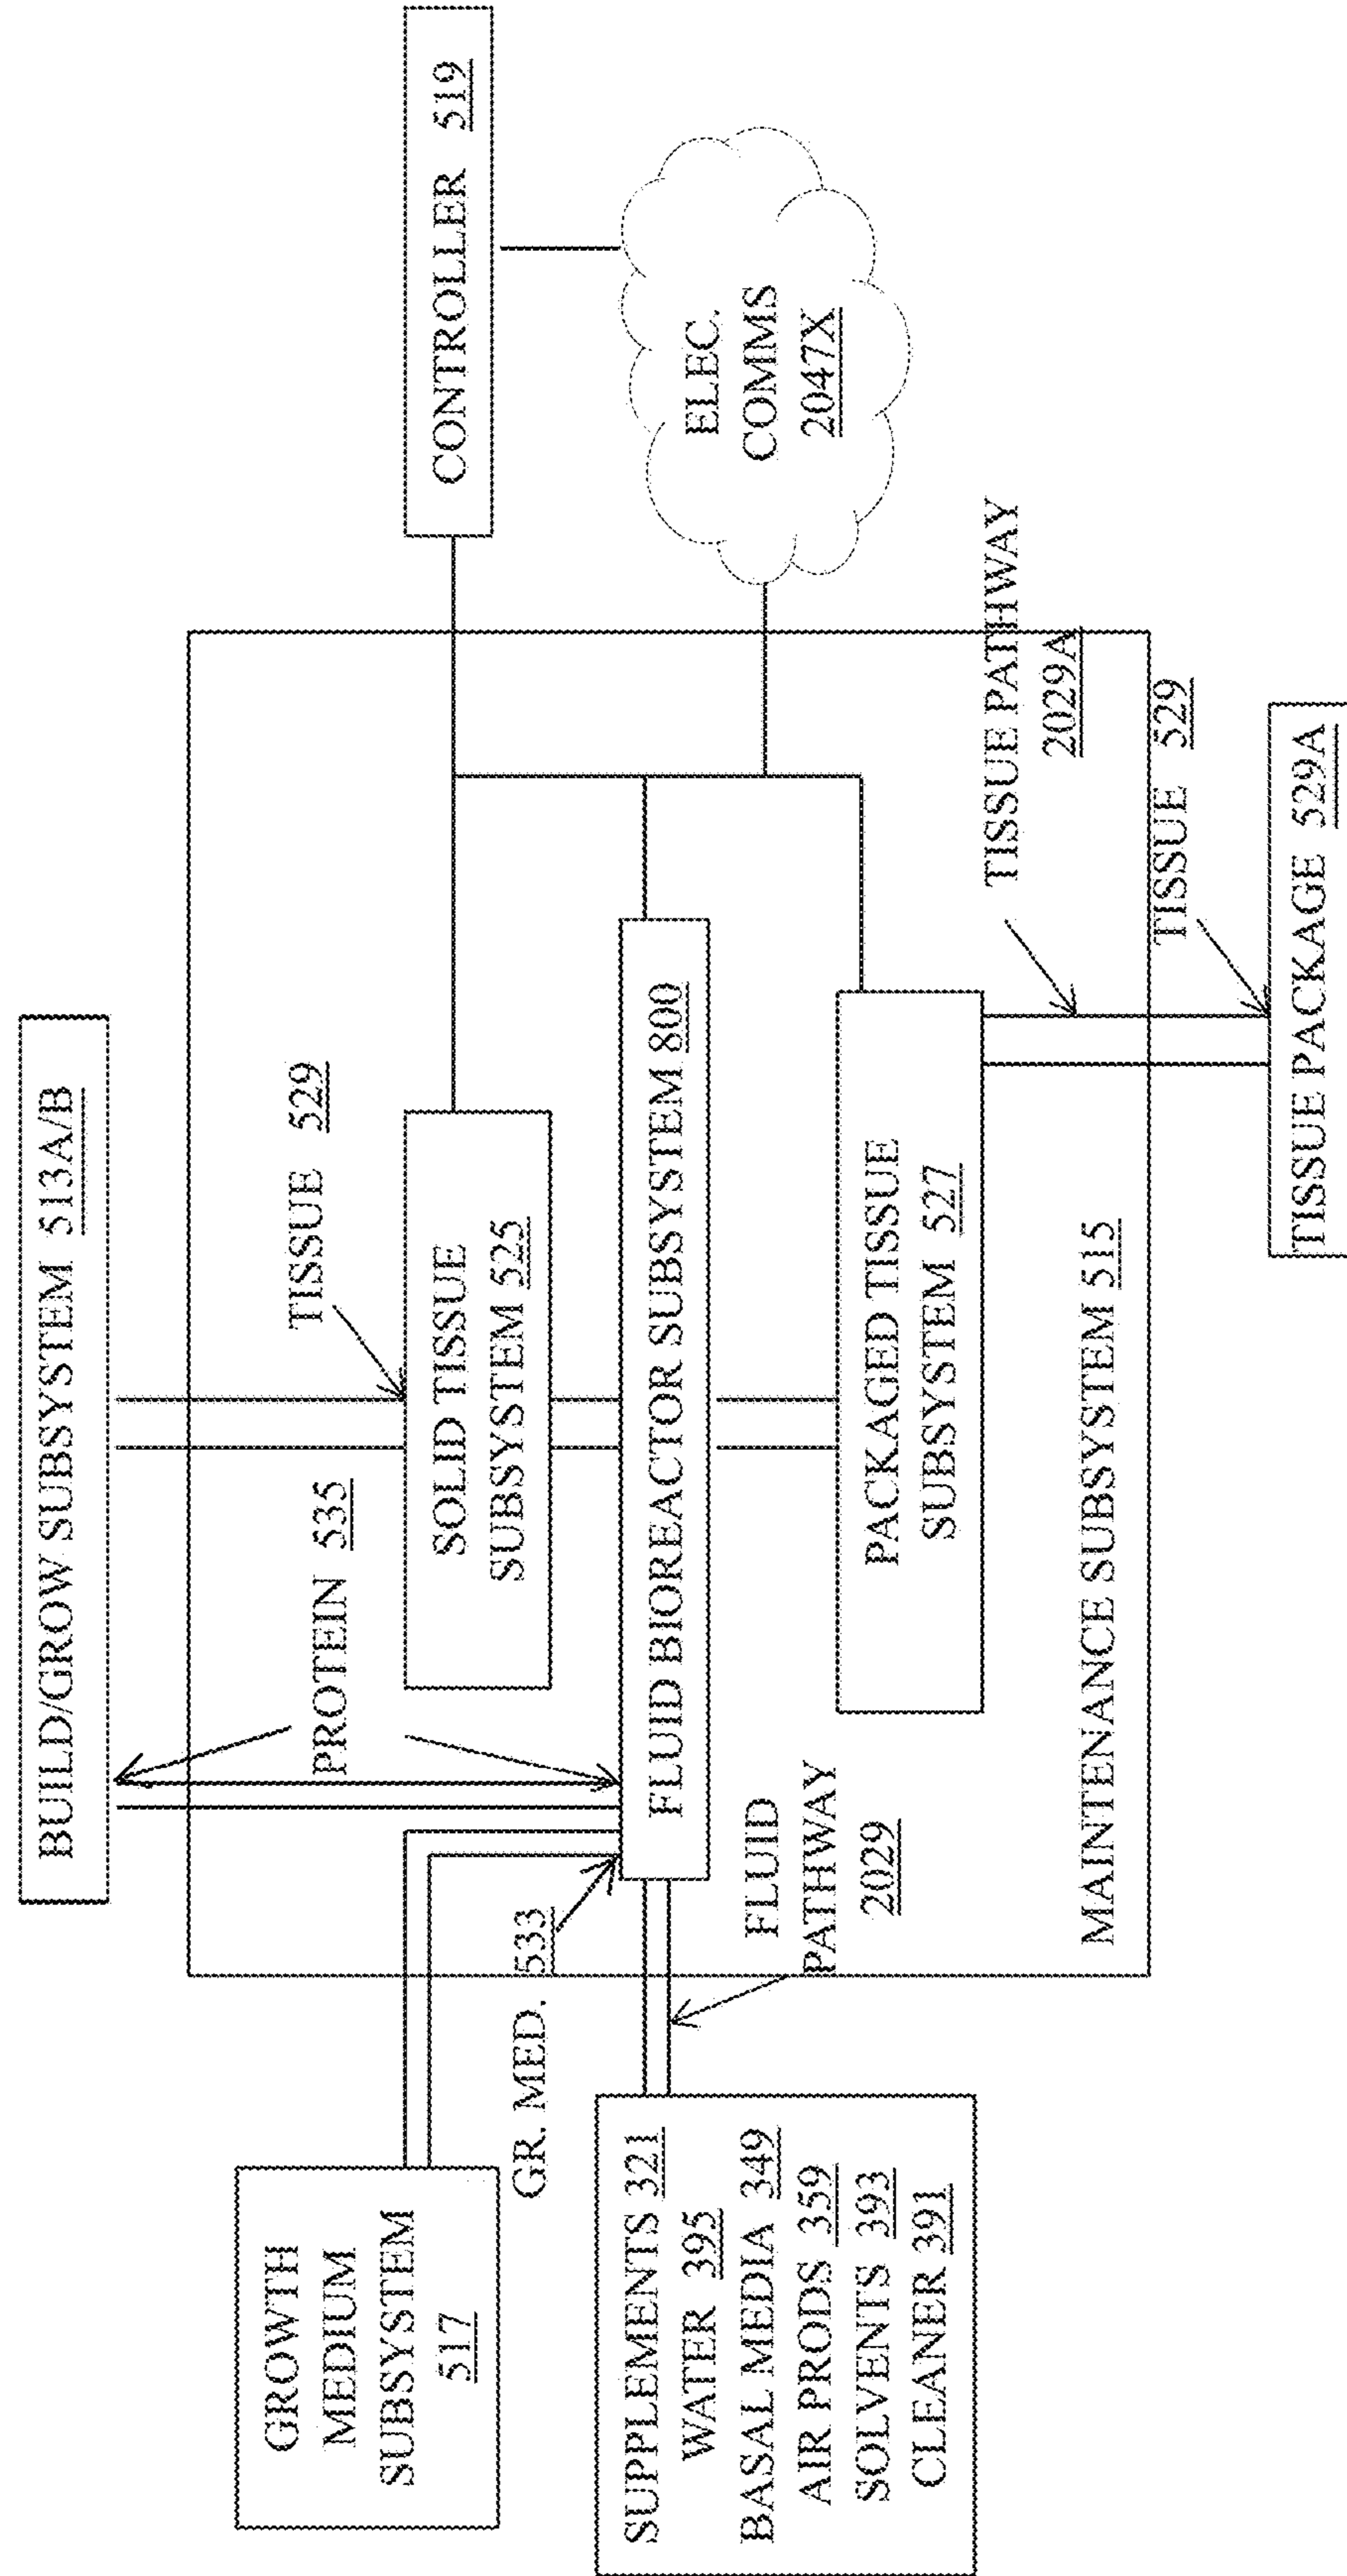 BUILD/GROW SUBSYSTEM 513A/B
GROWTH
MEDIUM
SUBSYSTEM
517
PROTEIN 535
TISSUE 529
CONTROLLER 519
GR. MED. 533
SOLID TISSUE
SUBSYSTEM 525
SUPPLEMENTS 321
WATER 395
BASAL MEDIA 349
AIR PRODS 359
SOLVENTS 393
CLEANER 391
FLUID BIOREACTOR SUBSYSTEM 800
ELEC.
COMMS
2047X
FLUID
PATHWAY
2029
PACKAGED TISSUE
SUBSYSTEM 527
TISSUE PATHWAY
2029A
MAINTENANCE SUBSYSTEM 515
TISSUE 529
TISSUE PACKAGE 529A